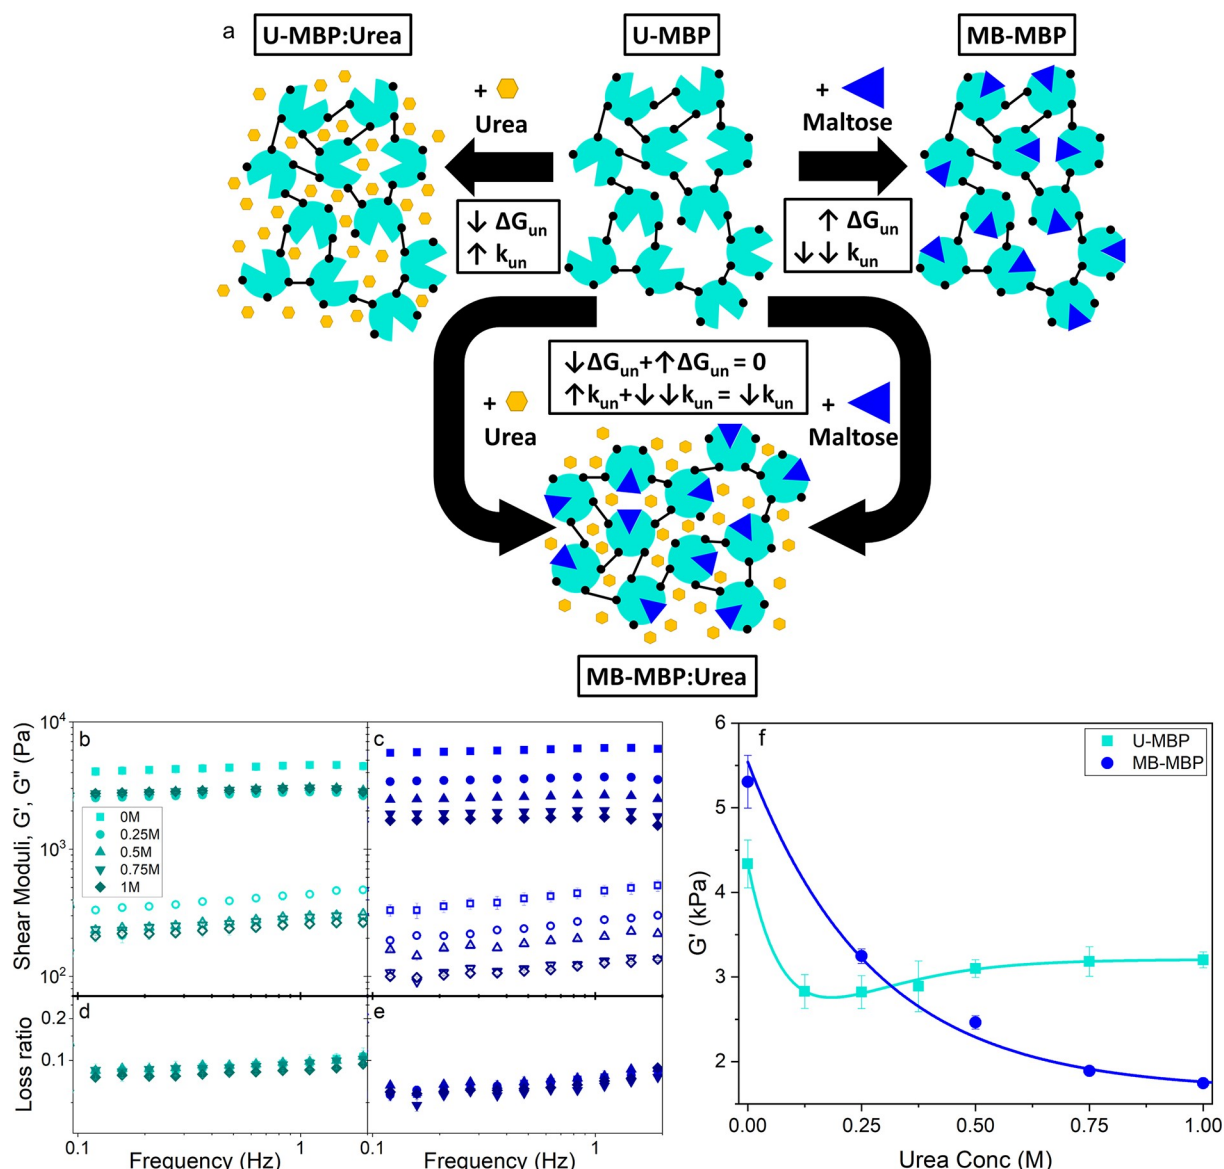 a
U-MBP:Urea
U-MBP
MB-MBP
+
Urea
+
Maltose
↓ ΔGun
↑ kun
↑ ΔGun
↓↓ kun
↓ΔGun+↑ΔGun = 0
↑kun+↓↓kun = ↓kun
+
Urea
+
Maltose
MB-MBP:Urea
Shear Moduli, G', G" (Pa)
10⁴
10³
10²
b
0M
0.25M
0.5M
0.75M
1M
c
Loss ratio
0.2
0.1
d
e
0.1
1
0.1
1
Frequency (Hz)
Frequency (Hz)
f
U-MBP
MB-MBP
G' (kPa)
6
5
4
3
2
0.00
0.25
0.50
0.75
1.00
Urea Conc (M)